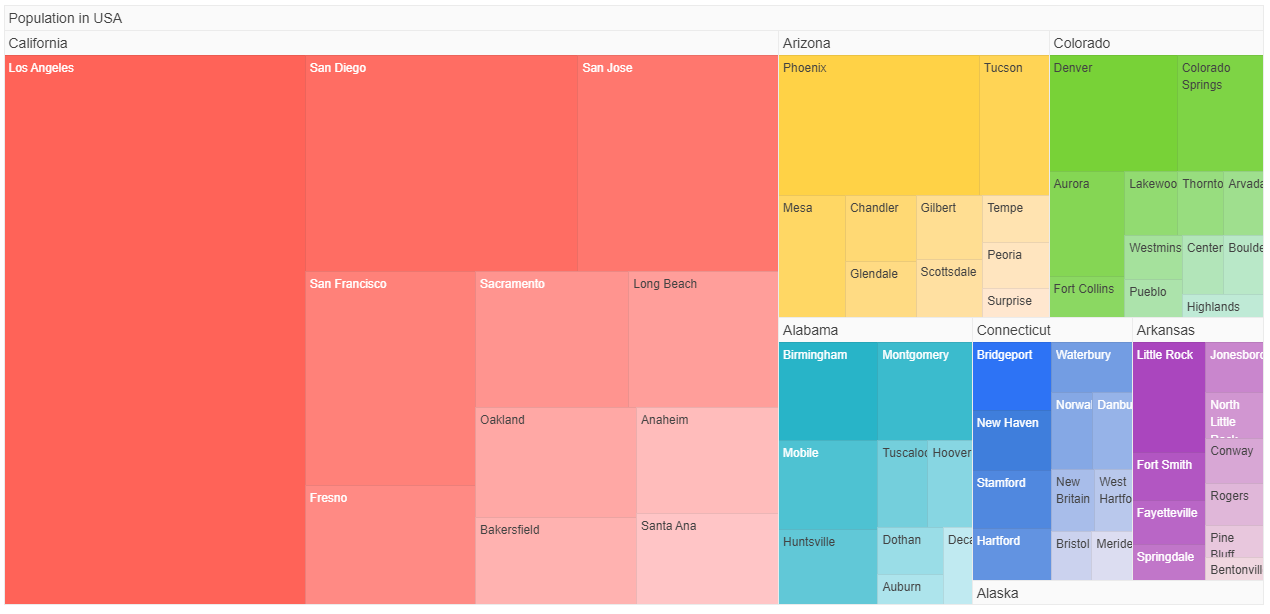 Population in USA
California
Los Angeles
San Diego
San Jose
San Francisco
Fresno
Sacramento
Long Beach
Oakland
Anaheim
Bakersfield
Santa Ana
Arizona
Phoenix
Tucson
Mesa
Chandler
Glendale
Gilbert
Scottsdale
Tempe
Peoria
Surprise
Colorado
Denver
Colorado
Springs
Aurora
Fort Collins
Lakewoo
Thornto
Arvada
Westmins
Pueblo
Center
Boulde
Highlands
Alabama
Birmingham
Montgomery
Mobile
Huntsville
Tuscaloo
Hoover
Dothan
Auburn
Deca
Connecticut
Bridgeport
New Haven
Stamford
Hartford
Waterbury
Norwal
Danbu
New
Britain
West
Hartfo
Bristol
Meride
Arkansas
Little Rock
Fort Smith
Fayetteville
Springdale
Jonesboro
North
Little
Rock
Conway
Rogers
Pine
Bluff
Bentonvill
Alaska